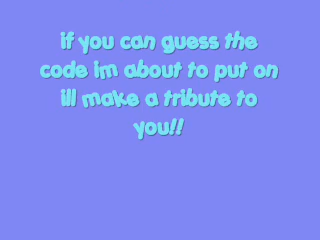 if you can guess the
code im about to put on
ill make a tribute to
you!!